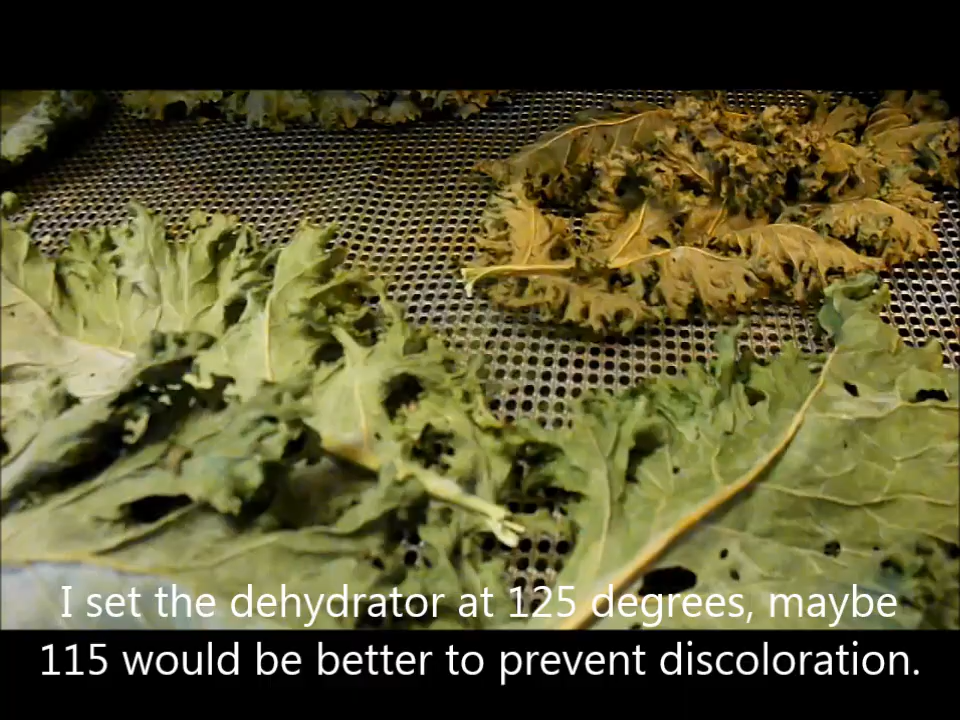 I set the dehydrator at 125 degrees, maybe
115 would be better to prevent discoloration.